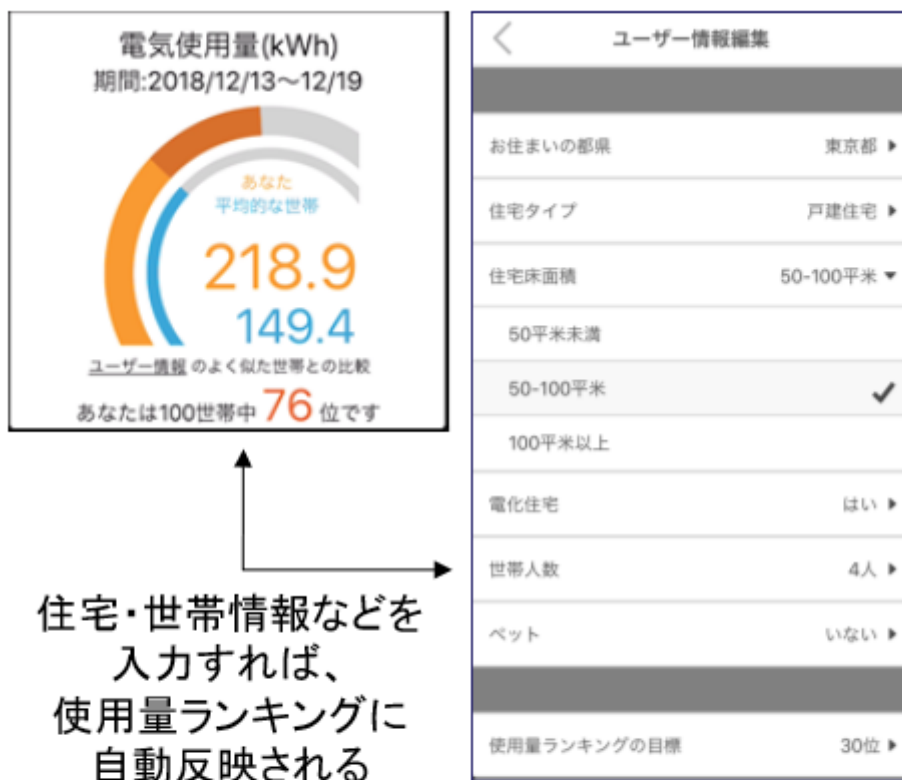 電気使用量(kWh)
期間:2018/12/13～12/19
あなた
平均的な世帯
218.9
149.4
ユーザー情報 のよく似た世帯との比較
あなたは100世帯中 76 位です
住宅・世帯情報などを
入力すれば、
使用量ランキングに
自動反映される
ユーザー情報編集
お住まいの都県 東京都
住宅タイプ 戸建住宅
住宅床面積 50-100平米
50平米未満
50-100平米
100平米以上
電化住宅 はい
世帯人数 4人
ペット いない
使用量ランキングの目標 30位